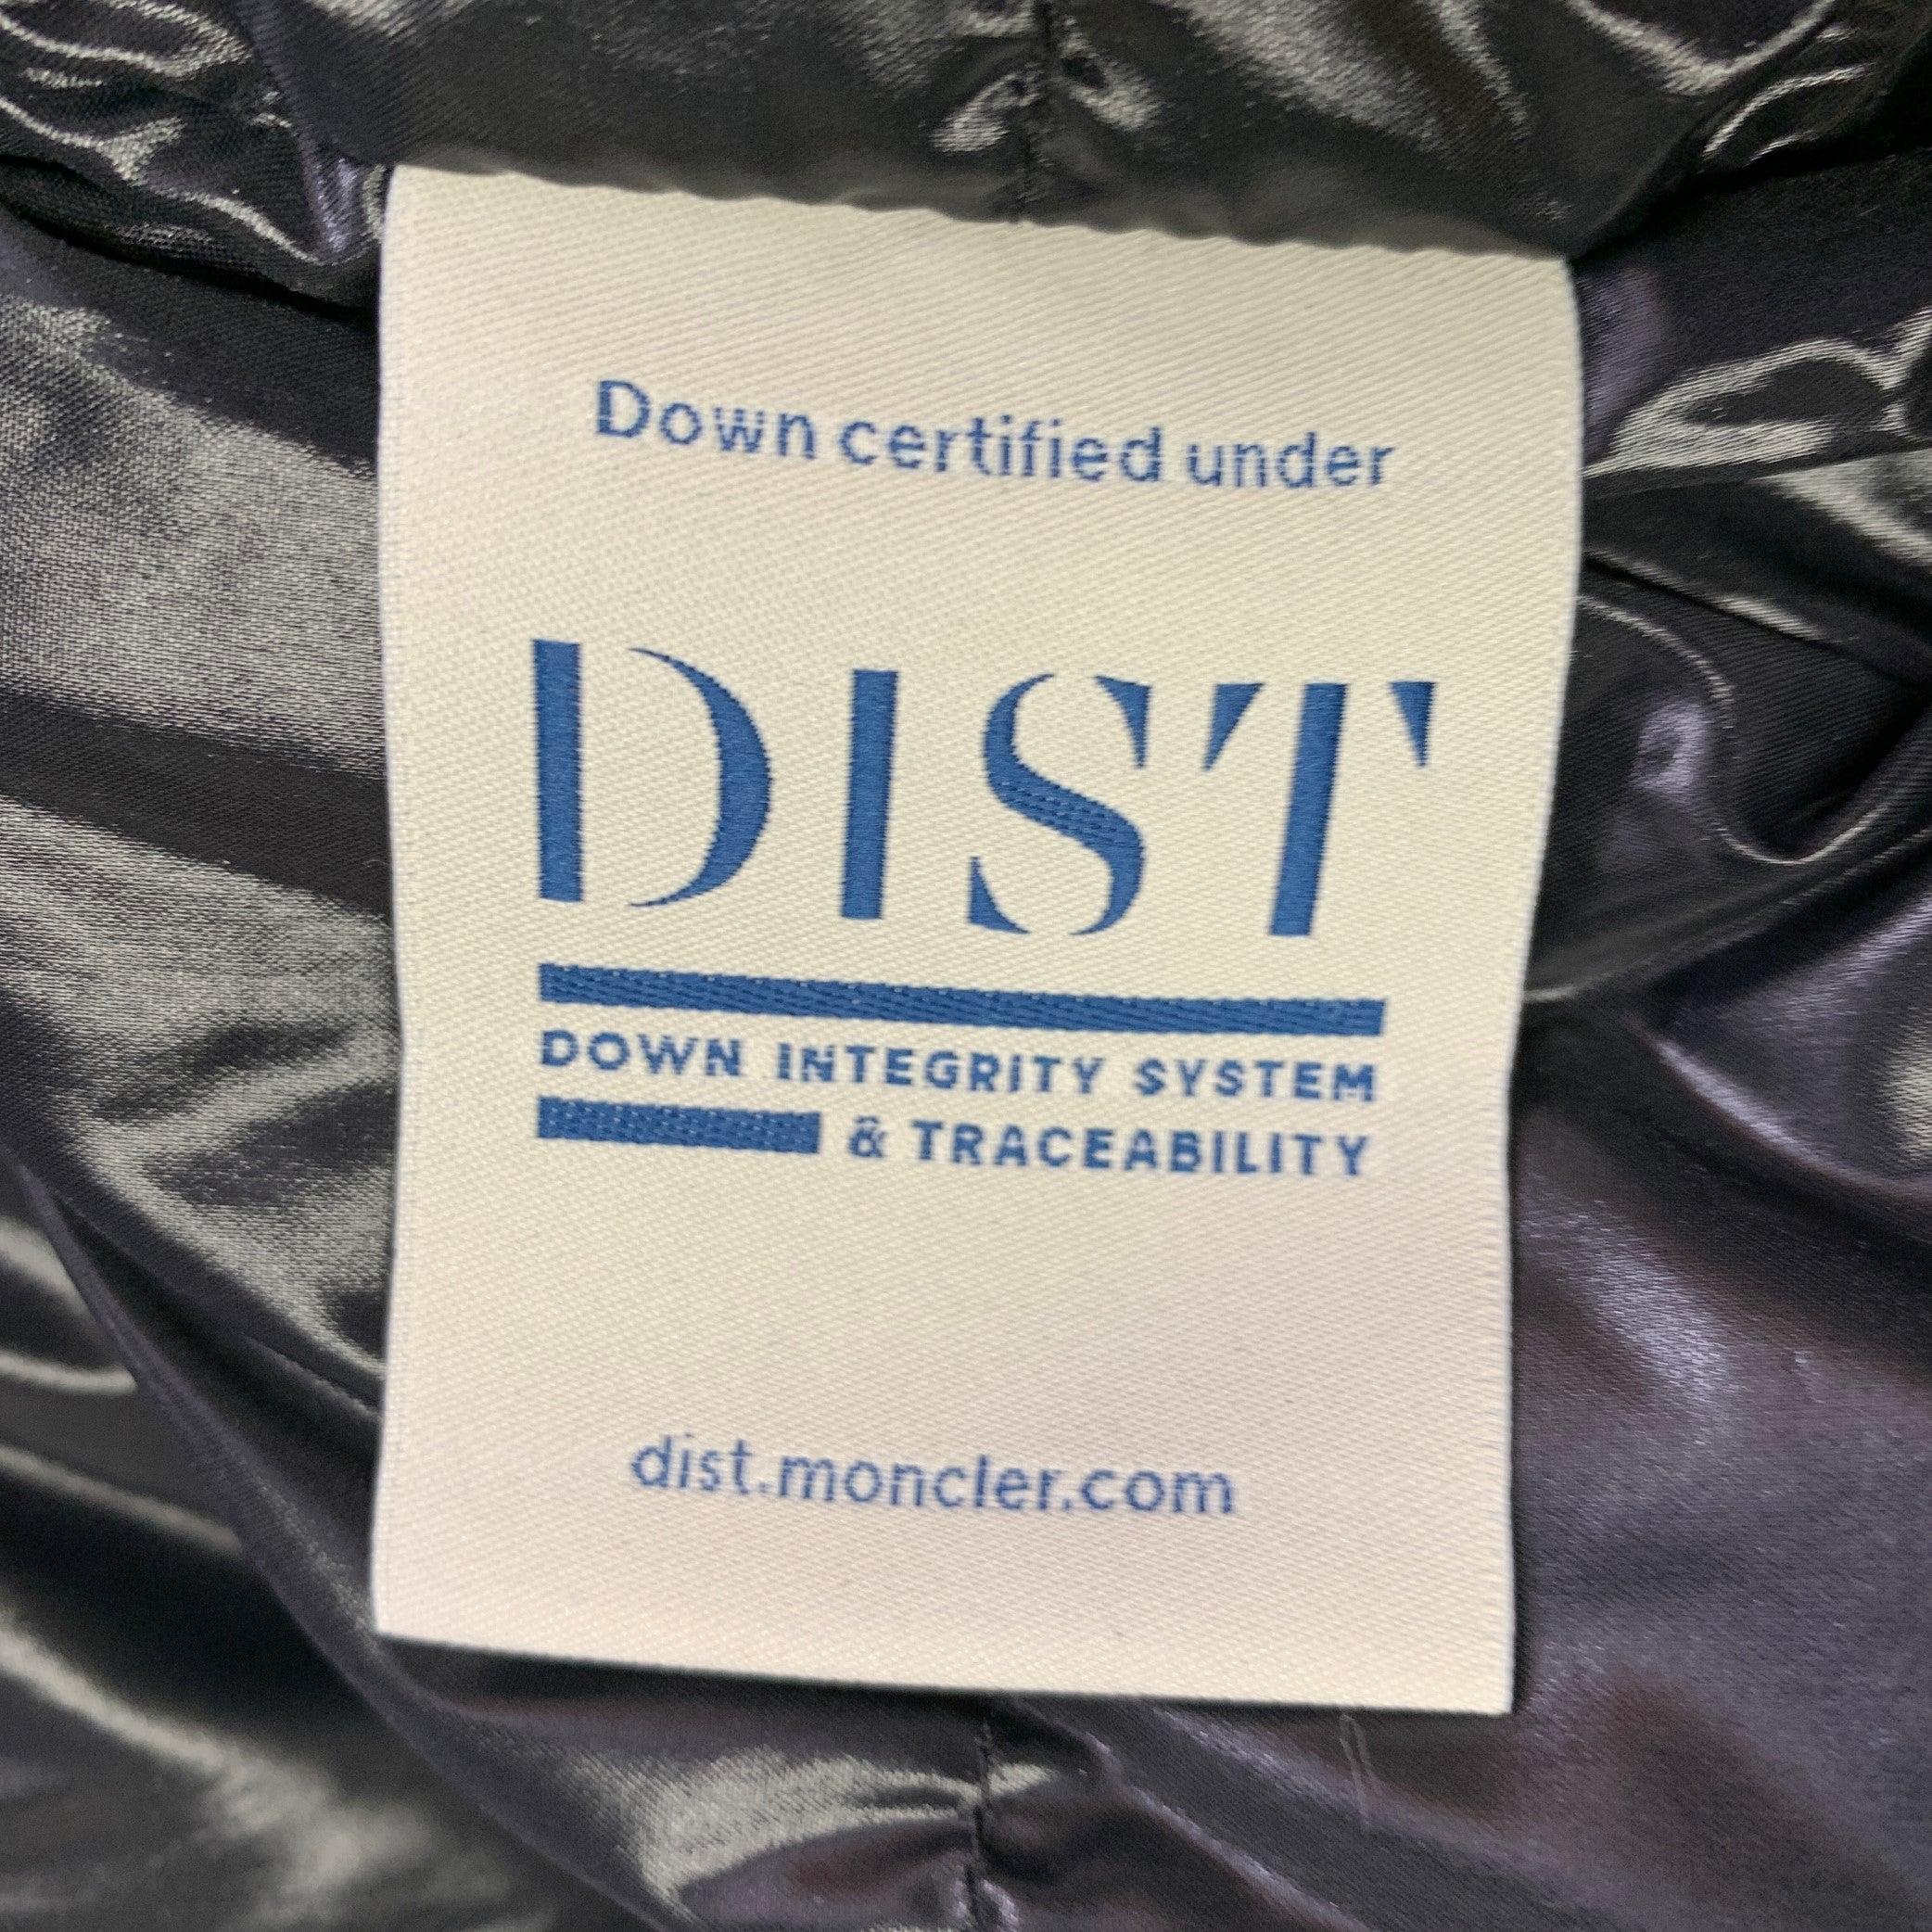 Down certified under
DIST
DOWN INTEGRITY SYSTEM
& TRACEABILITY
dist.moncler.com